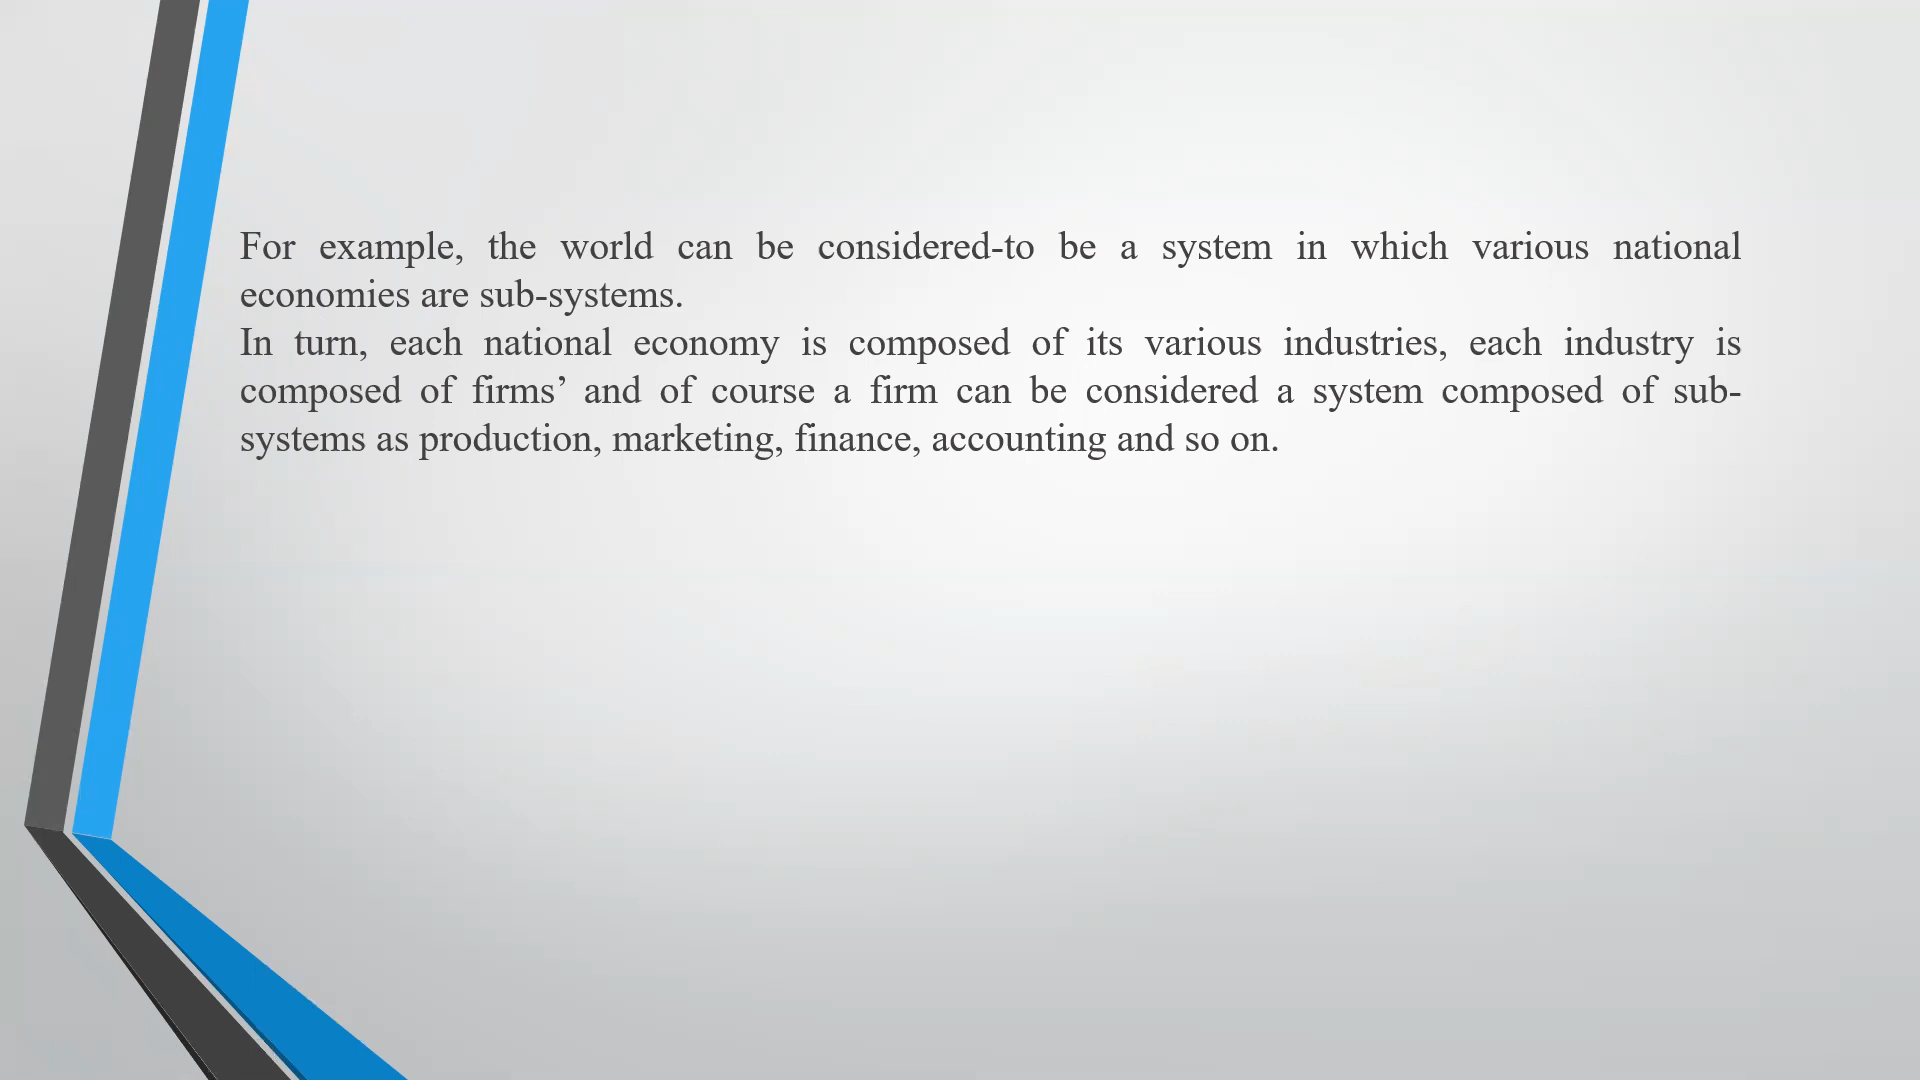 For example, the world can be considered-to be a system in which various national
economies are sub-systems.
In turn, each national economy is composed of its various industries, each industry is
composed of firms’ and of course a firm can be considered a system composed of sub-
systems as production, marketing, finance, accounting and so on.